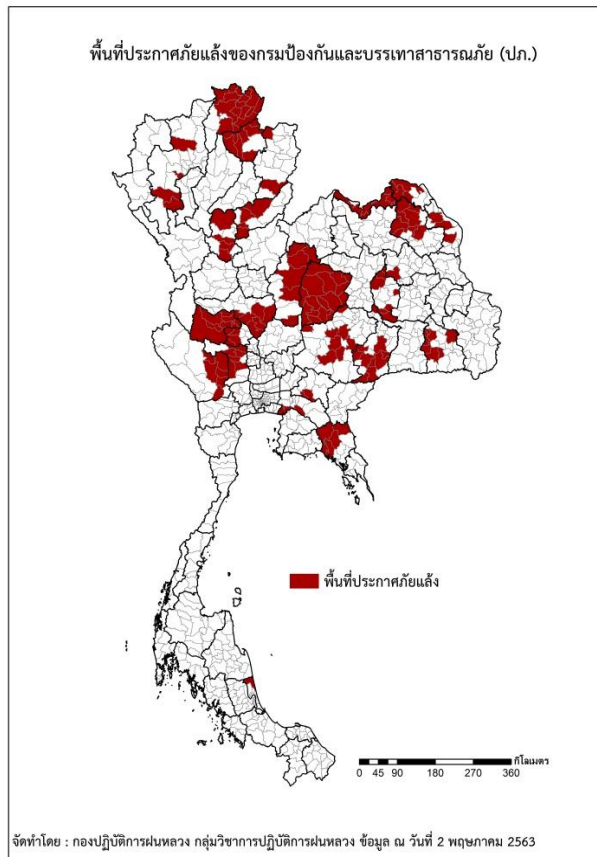 พื้นที่ประกาศภัยแล้งของกรมป้องกันและบรรเทาสาธารณภัย (ปภ.)
พื้นที่ประกาศภัยแล้ง
กิโลเมตร
0 45 90 180 270 360
จัดทำโดย : กองปฏิบัติการฝนหลวง กลุ่มวิชาการปฏิบัติการฝนหลวง ข้อมูล ณ วันที่ 2 พฤษภาคม 2563